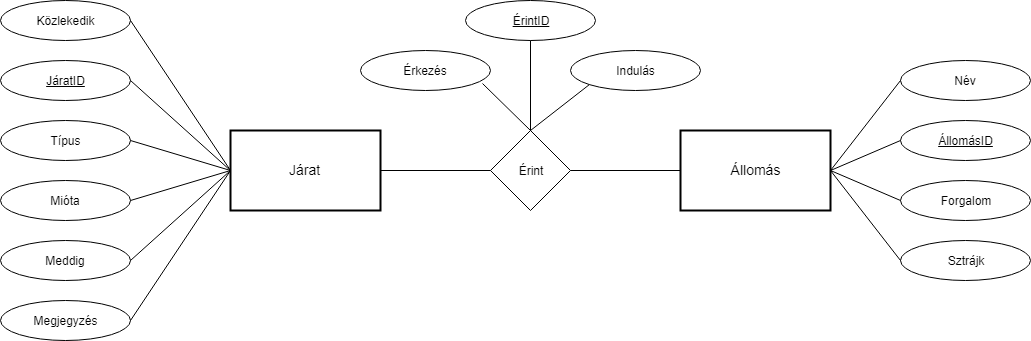 Közlekedik
JáratID
Típus
Mióta
Meddig
Megjegyzés
Járat
ÉrintID
Érkezés
Indulás
Érint
Állomás
Név
ÁllomásID
Forgalom
Sztrájk